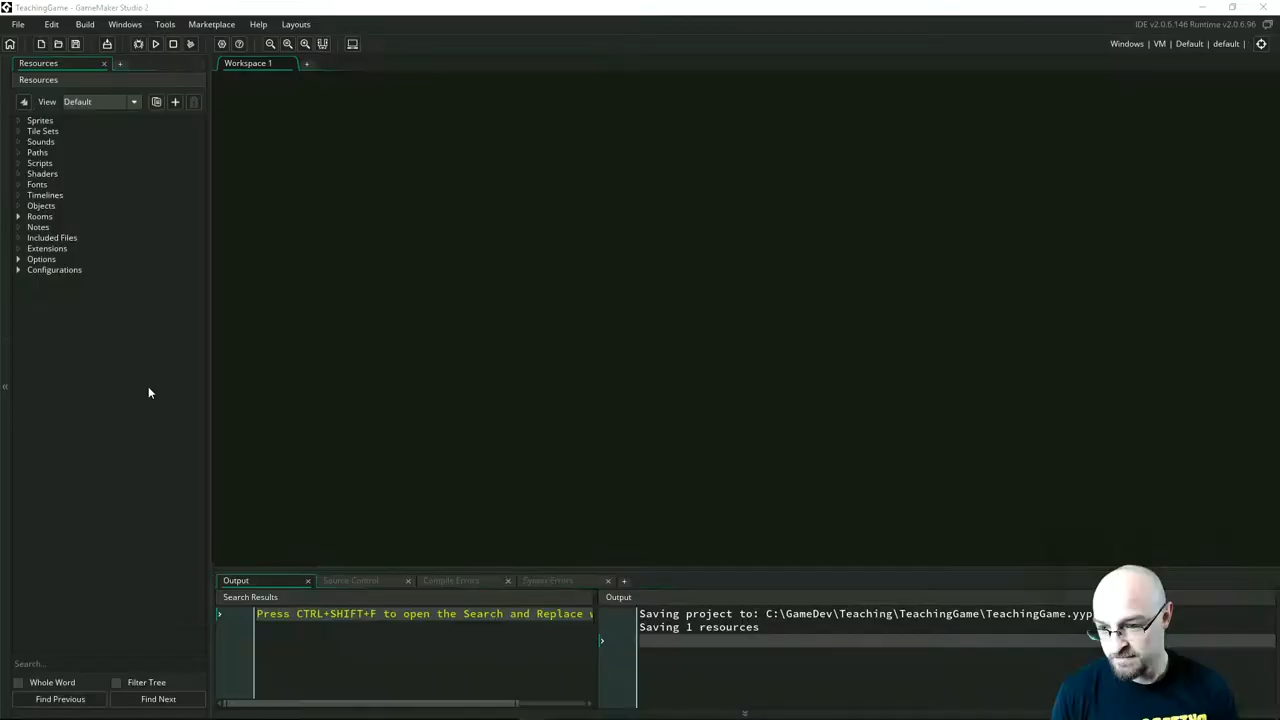 TeachingGame - GameMaker Studio 2
File Edit Build Windows Tools Marketplace Help Layouts
IDE v2.0.6.146 Runtime v2.0.6.96
Windows | VM | Default | default |
Resources
Workspace 1
Resources
View Default
Sprites
Tile Sets
Sounds
Paths
Scripts
Shaders
Fonts
Timelines
Objects
Rooms
Notes
Included Files
Extensions
Options
Configurations
Output Source Control Compile Errors Syntax Errors
Search Results
Output
Press CTRL+SHIFT+F to open the Search and Replace
Saving project to: C:\GameDev\Teaching\TeachingGame\TeachingGame.yyp
Saving 1 resources
Search...
Whole Word Filter Tree
Find Previous Find Next